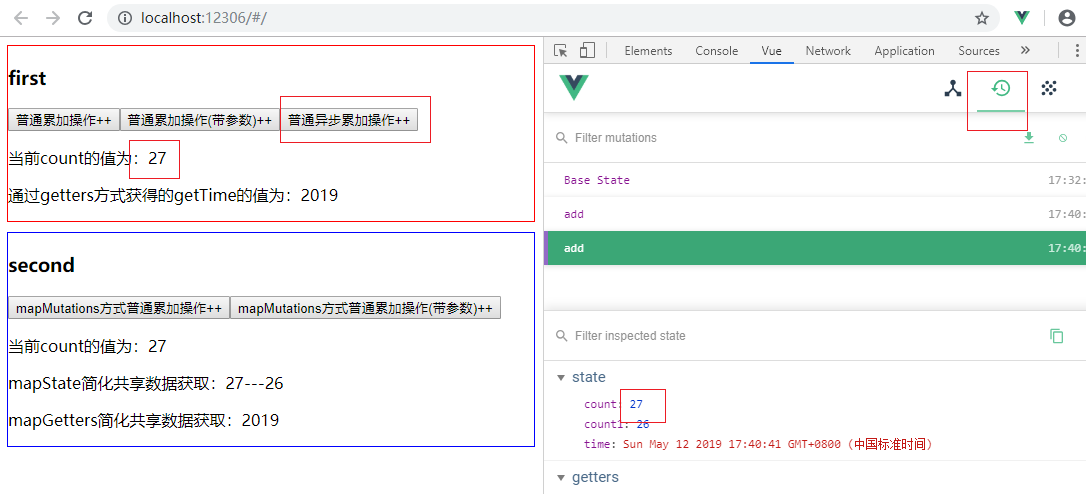 localhost:12306/#/
first
普通累加操作++ 普通累加操作(带参数)++ 普通异步累加操作++
当前count的值为：27
通过getters方式获得的getTime的值为：2019
second
mapMutations方式普通累加操作++ mapMutations方式普通累加操作(带参数)++
当前count的值为：27
mapState简化共享数据获取：27---26
mapGetters简化共享数据获取：2019
Elements Console Vue Network Application Sources »
Filter mutations
Base State 17:32:
add 17:40:
add 17:40:
Filter inspected state
state
count: 27
count1: 26
time: Sun May 12 2019 17:40:41 GMT+0800 (中国标准时间)
getters